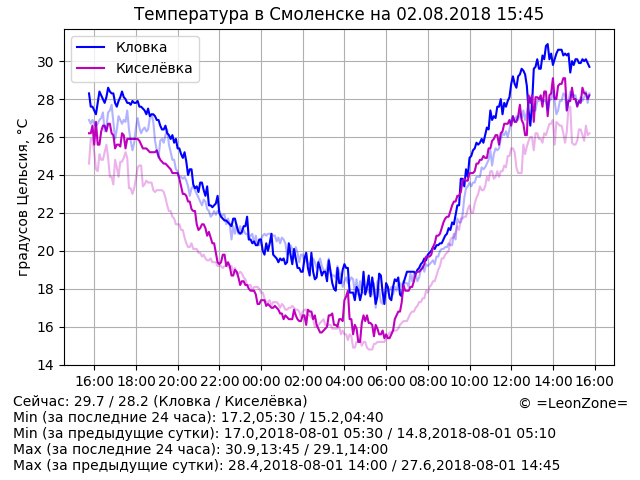 Температура в Смоленске на 02.08.2018 15:45
Кловка
Киселёвка
градусов Цельсия, °C
30
28
26
24
22
20
18
16
14
16:00 18:00 20:00 22:00 00:00 02:00 04:00 06:00 08:00 10:00 12:00 14:00 16:00
Сейчас: 29.7 / 28.2 (Кловка / Киселёвка)
© =LeonZone=
Min (за последние 24 часа): 17.2,05:30 / 15.2,04:40
Min (за предыдущие сутки): 17.0,2018-08-01 05:30 / 14.8,2018-08-01 05:10
Max (за последние 24 часа): 30.9,13:45 / 29.1,14:00
Max (за предыдущие сутки): 28.4,2018-08-01 14:00 / 27.6,2018-08-01 14:45